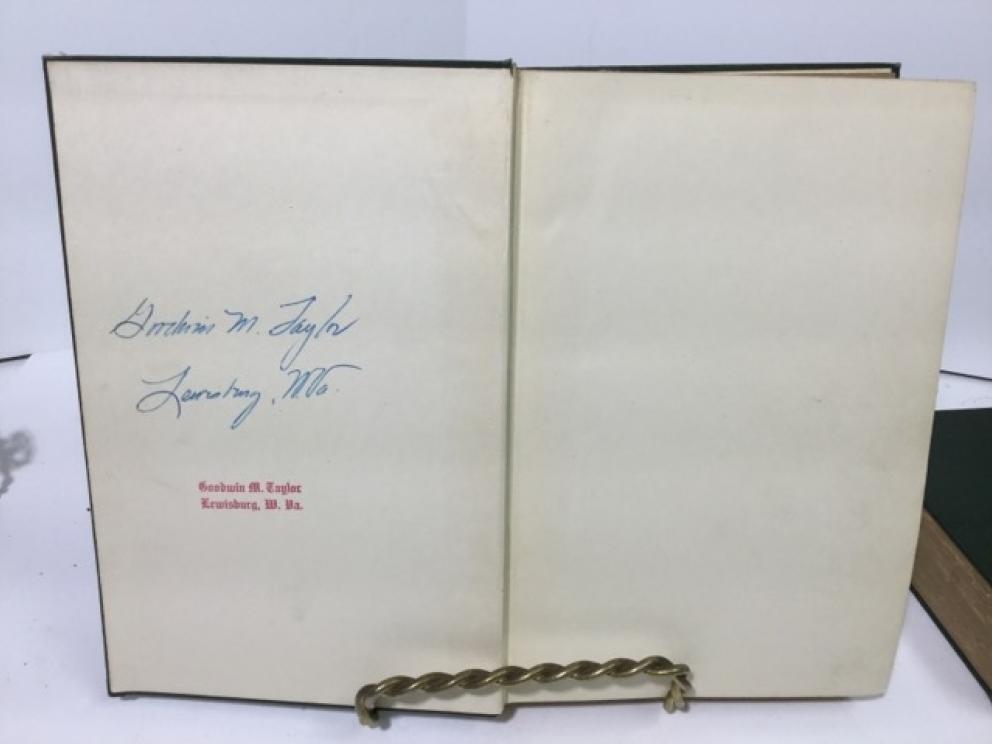 Goodwin M. Taylor
Lewisburg, W. Va.
Goodwin M. Taylor
Lewisburg, W. Va.